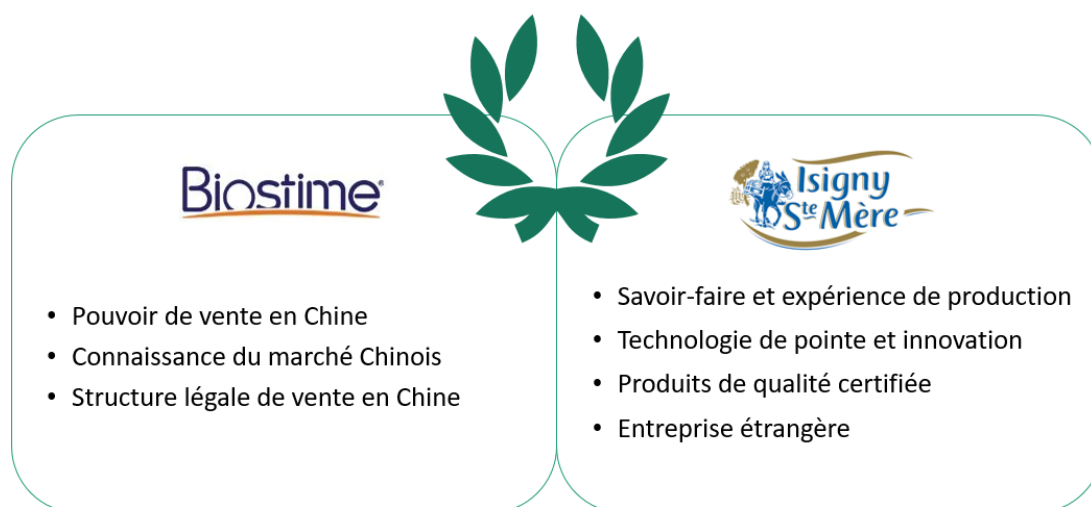 Biostime
• Pouvoir de vente en Chine
• Connaissance du marché Chinois
• Structure légale de vente en Chine
Isigny
Ste Mère
• Savoir-faire et expérience de production
• Technologie de pointe et innovation
• Produits de qualité certifiée
• Entreprise étrangère